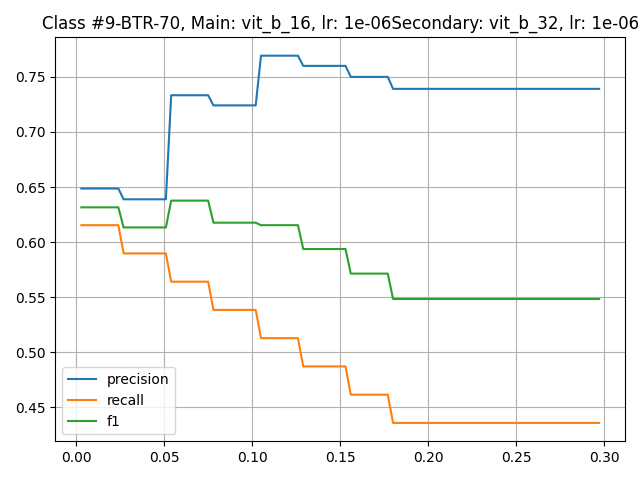 Class #9-BTR-70, Main: vit_b_16, lr: 1e-06Secondary: vit_b_32, lr: 1e-06
0.75
0.70
0.65
0.60
0.55
0.50
0.45
precision
recall
f1
0.00 0.05 0.10 0.15 0.20 0.25 0.30